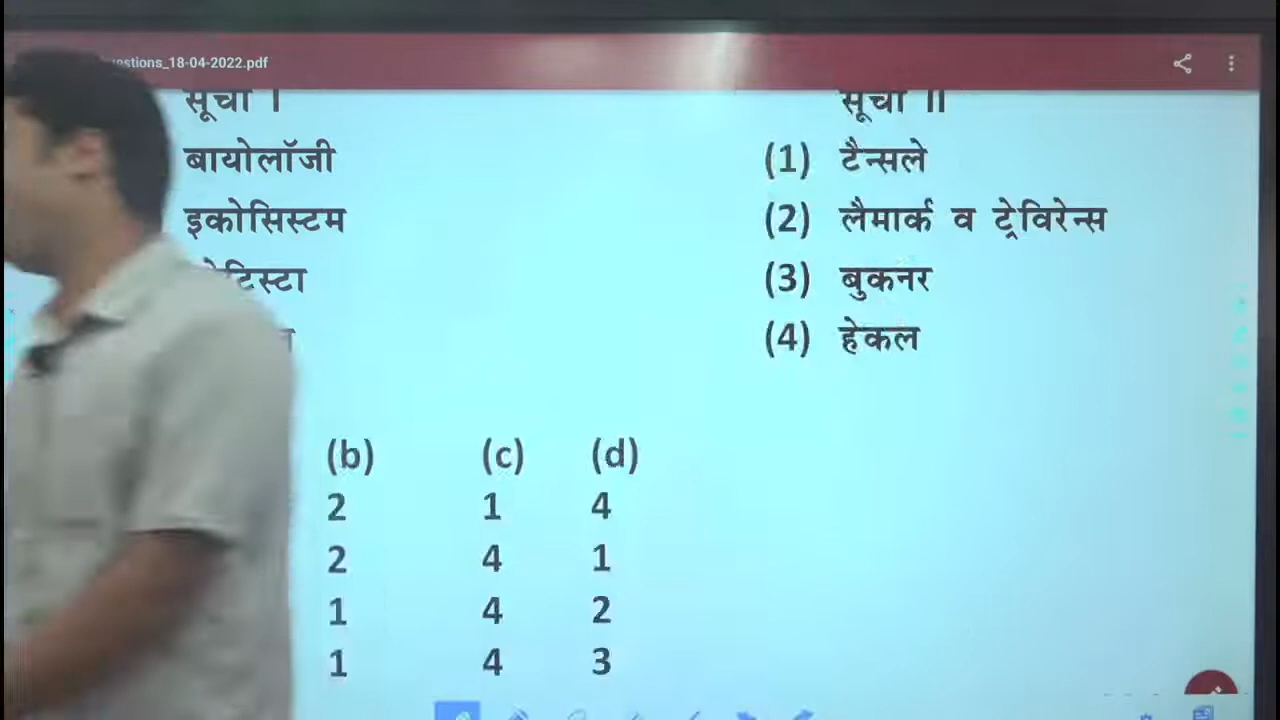 estions_18-04-2022.pdf
सूची I सूची II
बायोलॉजी (1) टैन्सले
इकोसिस्टम (2) लैमार्क व ट्रेविरेन्स
(3) बुकनर
(4) हेकल
(b) (c) (d)
2 1 4
2 4 1
1 4 2
1 4 3